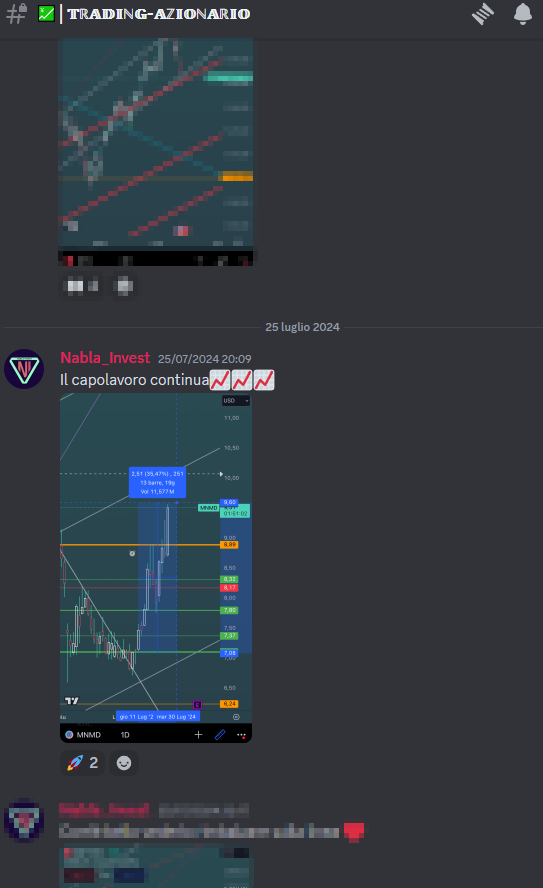 TRADING-AZIONARIO
25 luglio 2024
Nabla_Invest 25/07/2024 20:09
Il capolavoro continua
USD
11,00
10,50
2,51 (35,47%) , 251
10,00
13 barre, 19g
Vol 11,577 M
9,60
MNMD
01:51:02
8,89
8,50
8,32
8,17
8,00
7,80
7,50
7,37
7,08
7,00
6,50
6,24
gio 11 Lug '2 mar 30 Lug '24
MNMD 1D
2